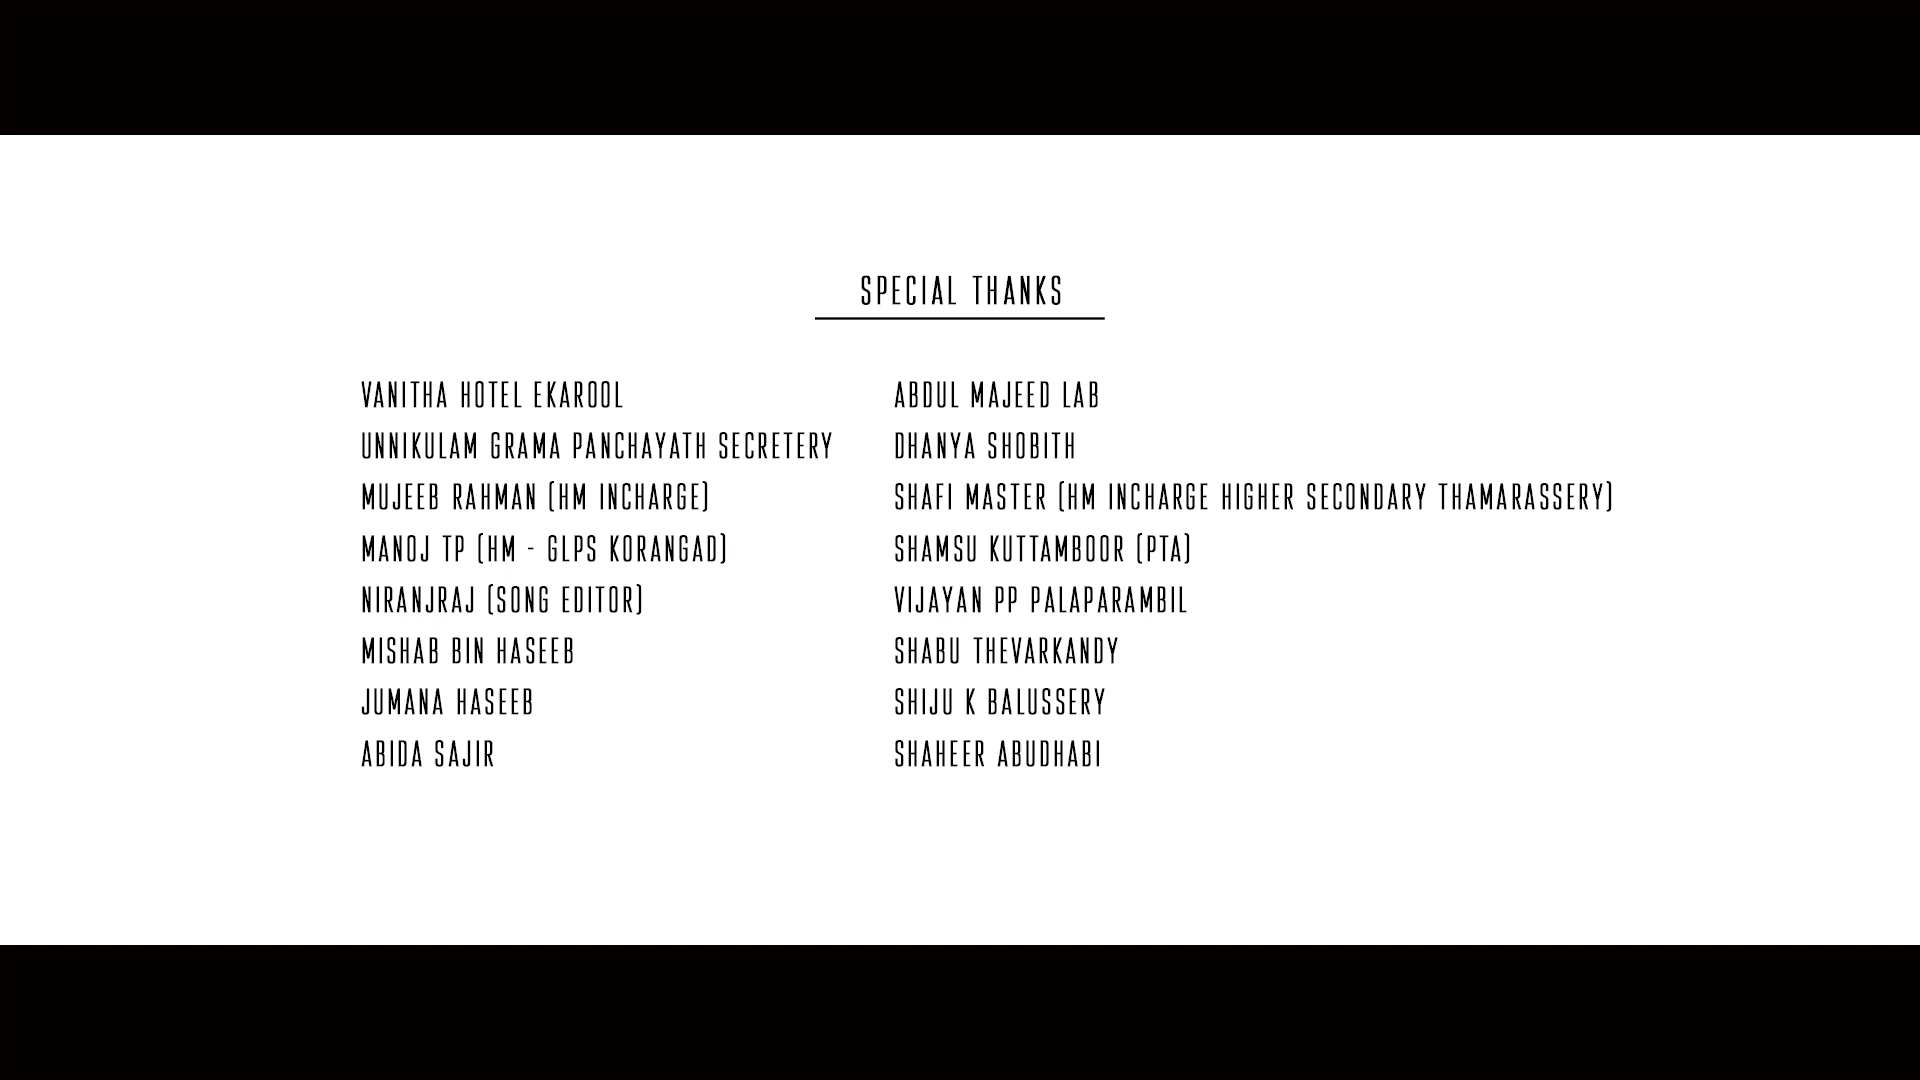 SPECIAL THANKS
VANITHA HOTEL EKAROOL
UNNIKULAM GRAMA PANCHAYATH SECRETERY
MUJEEB RAHMAN (HM INCHARGE)
MANOJ TP (HM - GLPS KORANGAD)
NIRANJRAJ (SONG EDITOR)
MISHAB BIN HASEEB
JUMANA HASEEB
ABIDA SAJIR
ABDUL MAJEED LAB
DHANYA SHOBITH
SHAFI MASTER (HM INCHARGE HIGHER SECONDARY THAMARASSERY)
SHAMSU KUTTAMBOOR (PTA)
VIJAYAN PP PALAPARAMBIL
SHABU THEVARKANDY
SHIJU K BALUSSERY
SHAHEER ABUDHABI